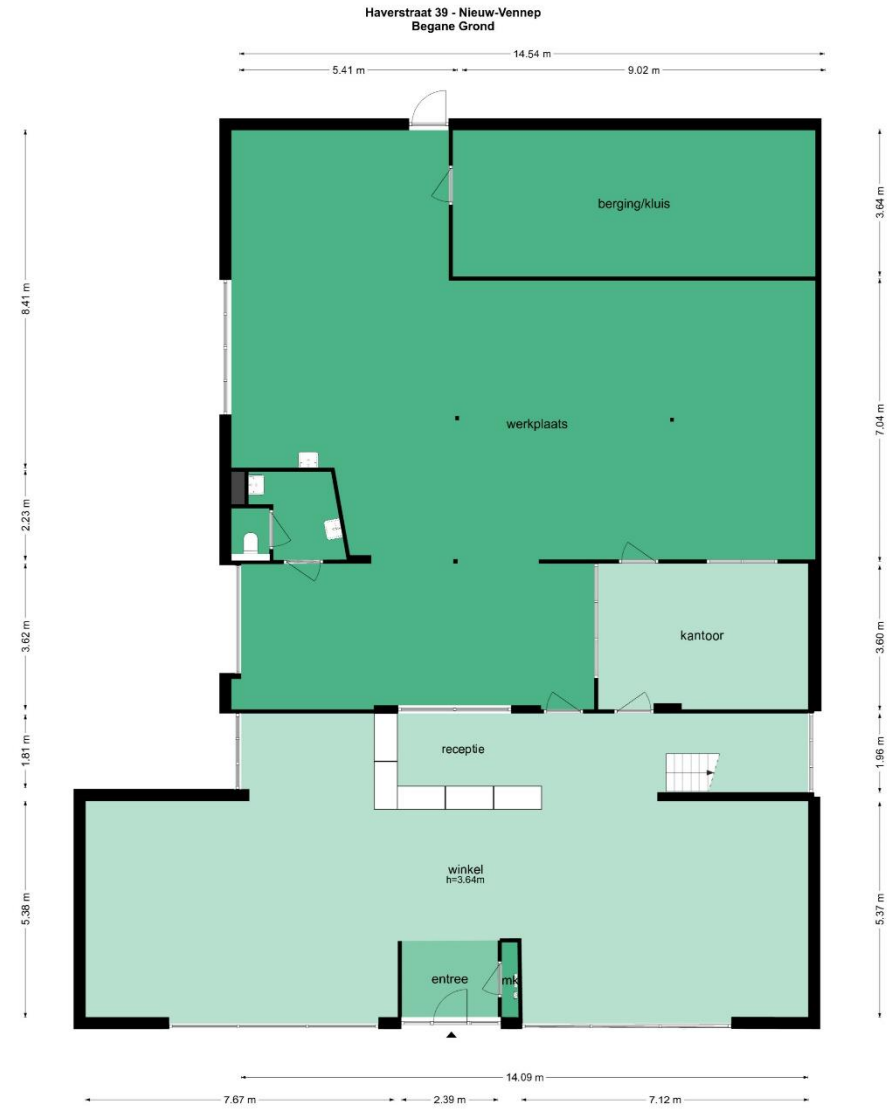 Haverstraat 39 - Nieuw-Vennep
Begane Grond
14.54 m
5.41 m
9.02 m
berging/kluis
3.64 m
8.41 m
werkplaats
7.04 m
2.23 m
3.62 m
kantoor
3.60 m
receptie
1.81 m
1.96 m
winkel
h=3.64m
5.38 m
5.37 m
entree
mk
14.09 m
7.67 m
2.39 m
7.12 m